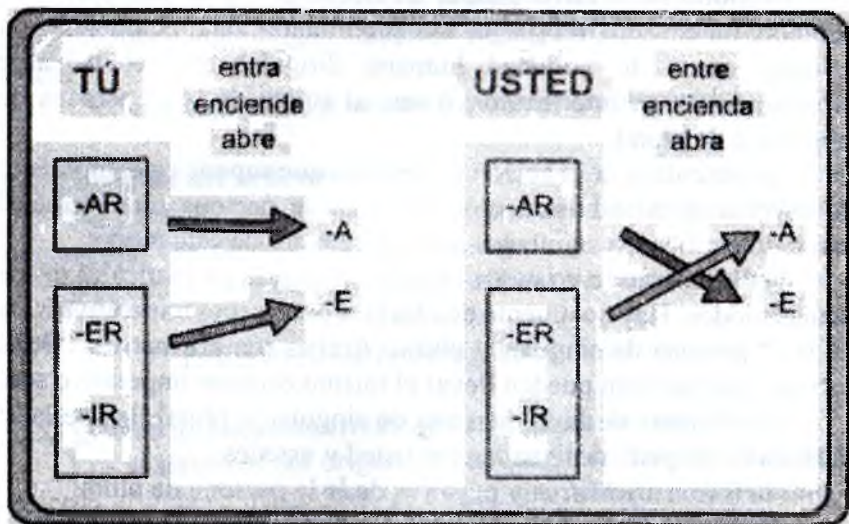 TÚ
entra
enciende
abre
-AR
-A
-ER
-E
-IR
USTED
entre
encienda
abra
-AR
-A
-ER
-E
-IR